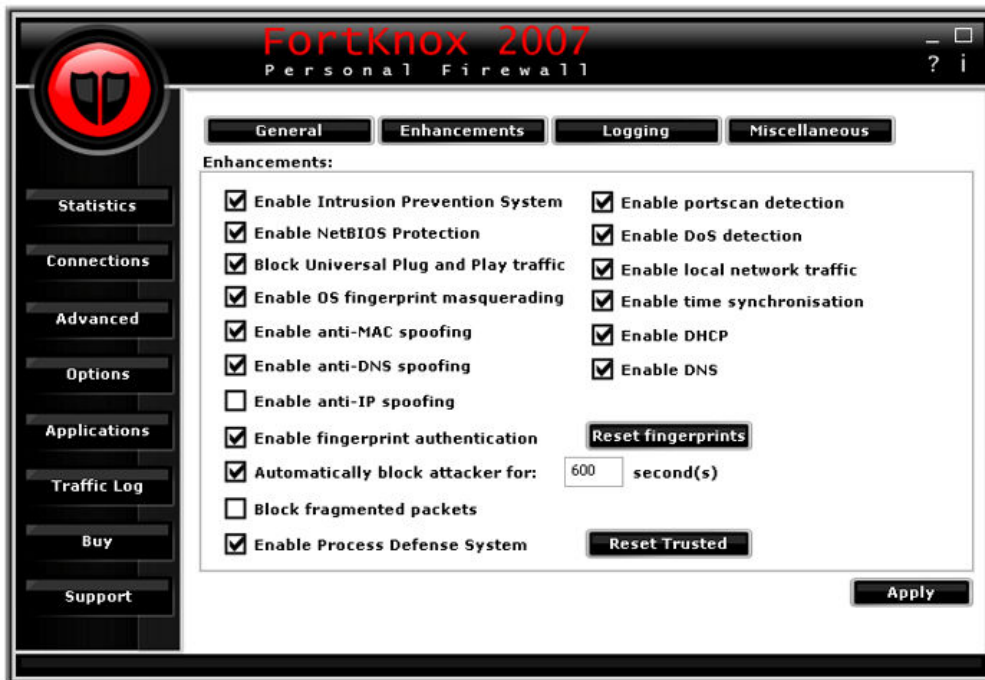 FortKnox 2007
Personal Firewall
? i
General
Enhancements
Logging
Miscellaneous
Enhancements:
Statistics
Connections
Advanced
Options
Applications
Traffic Log
Buy
Support
Enable Intrusion Prevention System
Enable NetBIOS Protection
Block Universal Plug and Play traffic
Enable OS fingerprint masquerading
Enable anti-MAC spoofing
Enable anti-DNS spoofing
Enable anti-IP spoofing
Enable fingerprint authentication
Reset fingerprints
Automatically block attacker for: 600 second(s)
Block fragmented packets
Enable Process Defense System
Reset Trusted
Enable portscan detection
Enable DoS detection
Enable local network traffic
Enable time synchronisation
Enable DHCP
Enable DNS
Apply